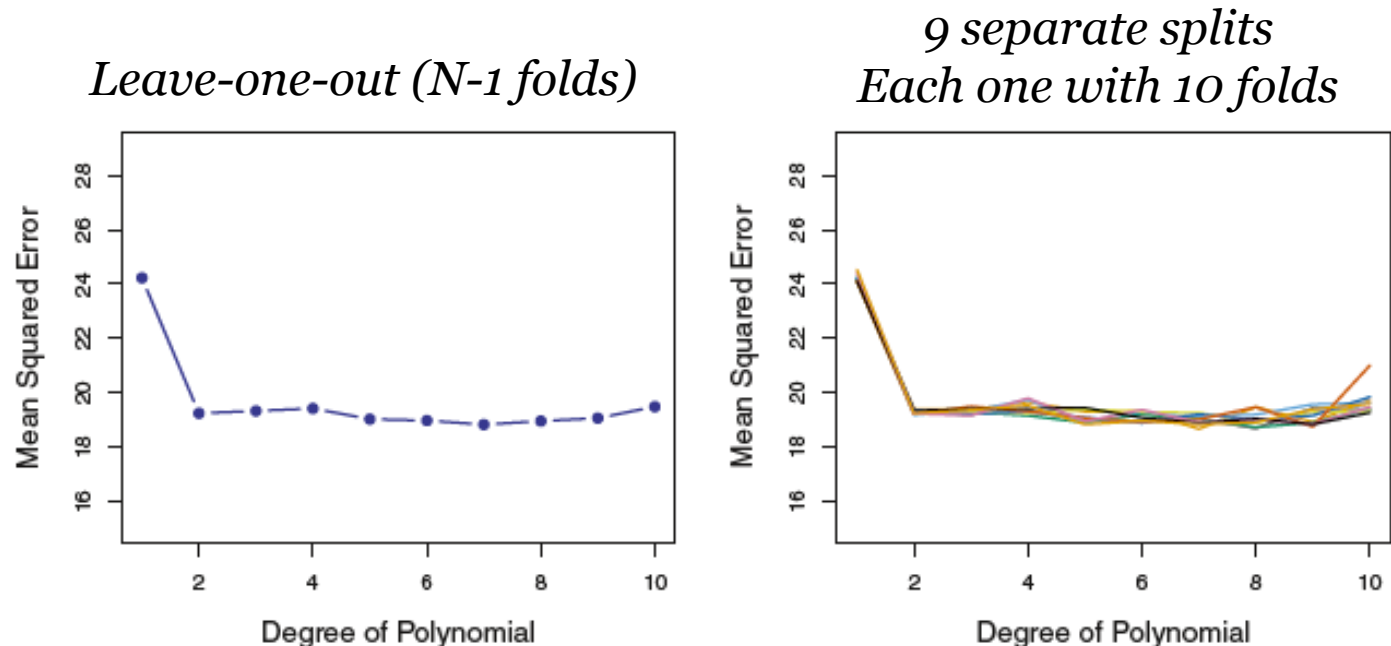 Leave-one-out (N-1 folds)
28
26
24
22
20
18
16
Mean Squared Error
2 4 6 8 10
Degree of Polynomial
9 separate splits
Each one with 10 folds
28
26
24
22
20
18
16
Mean Squared Error
2 4 6 8 10
Degree of Polynomial